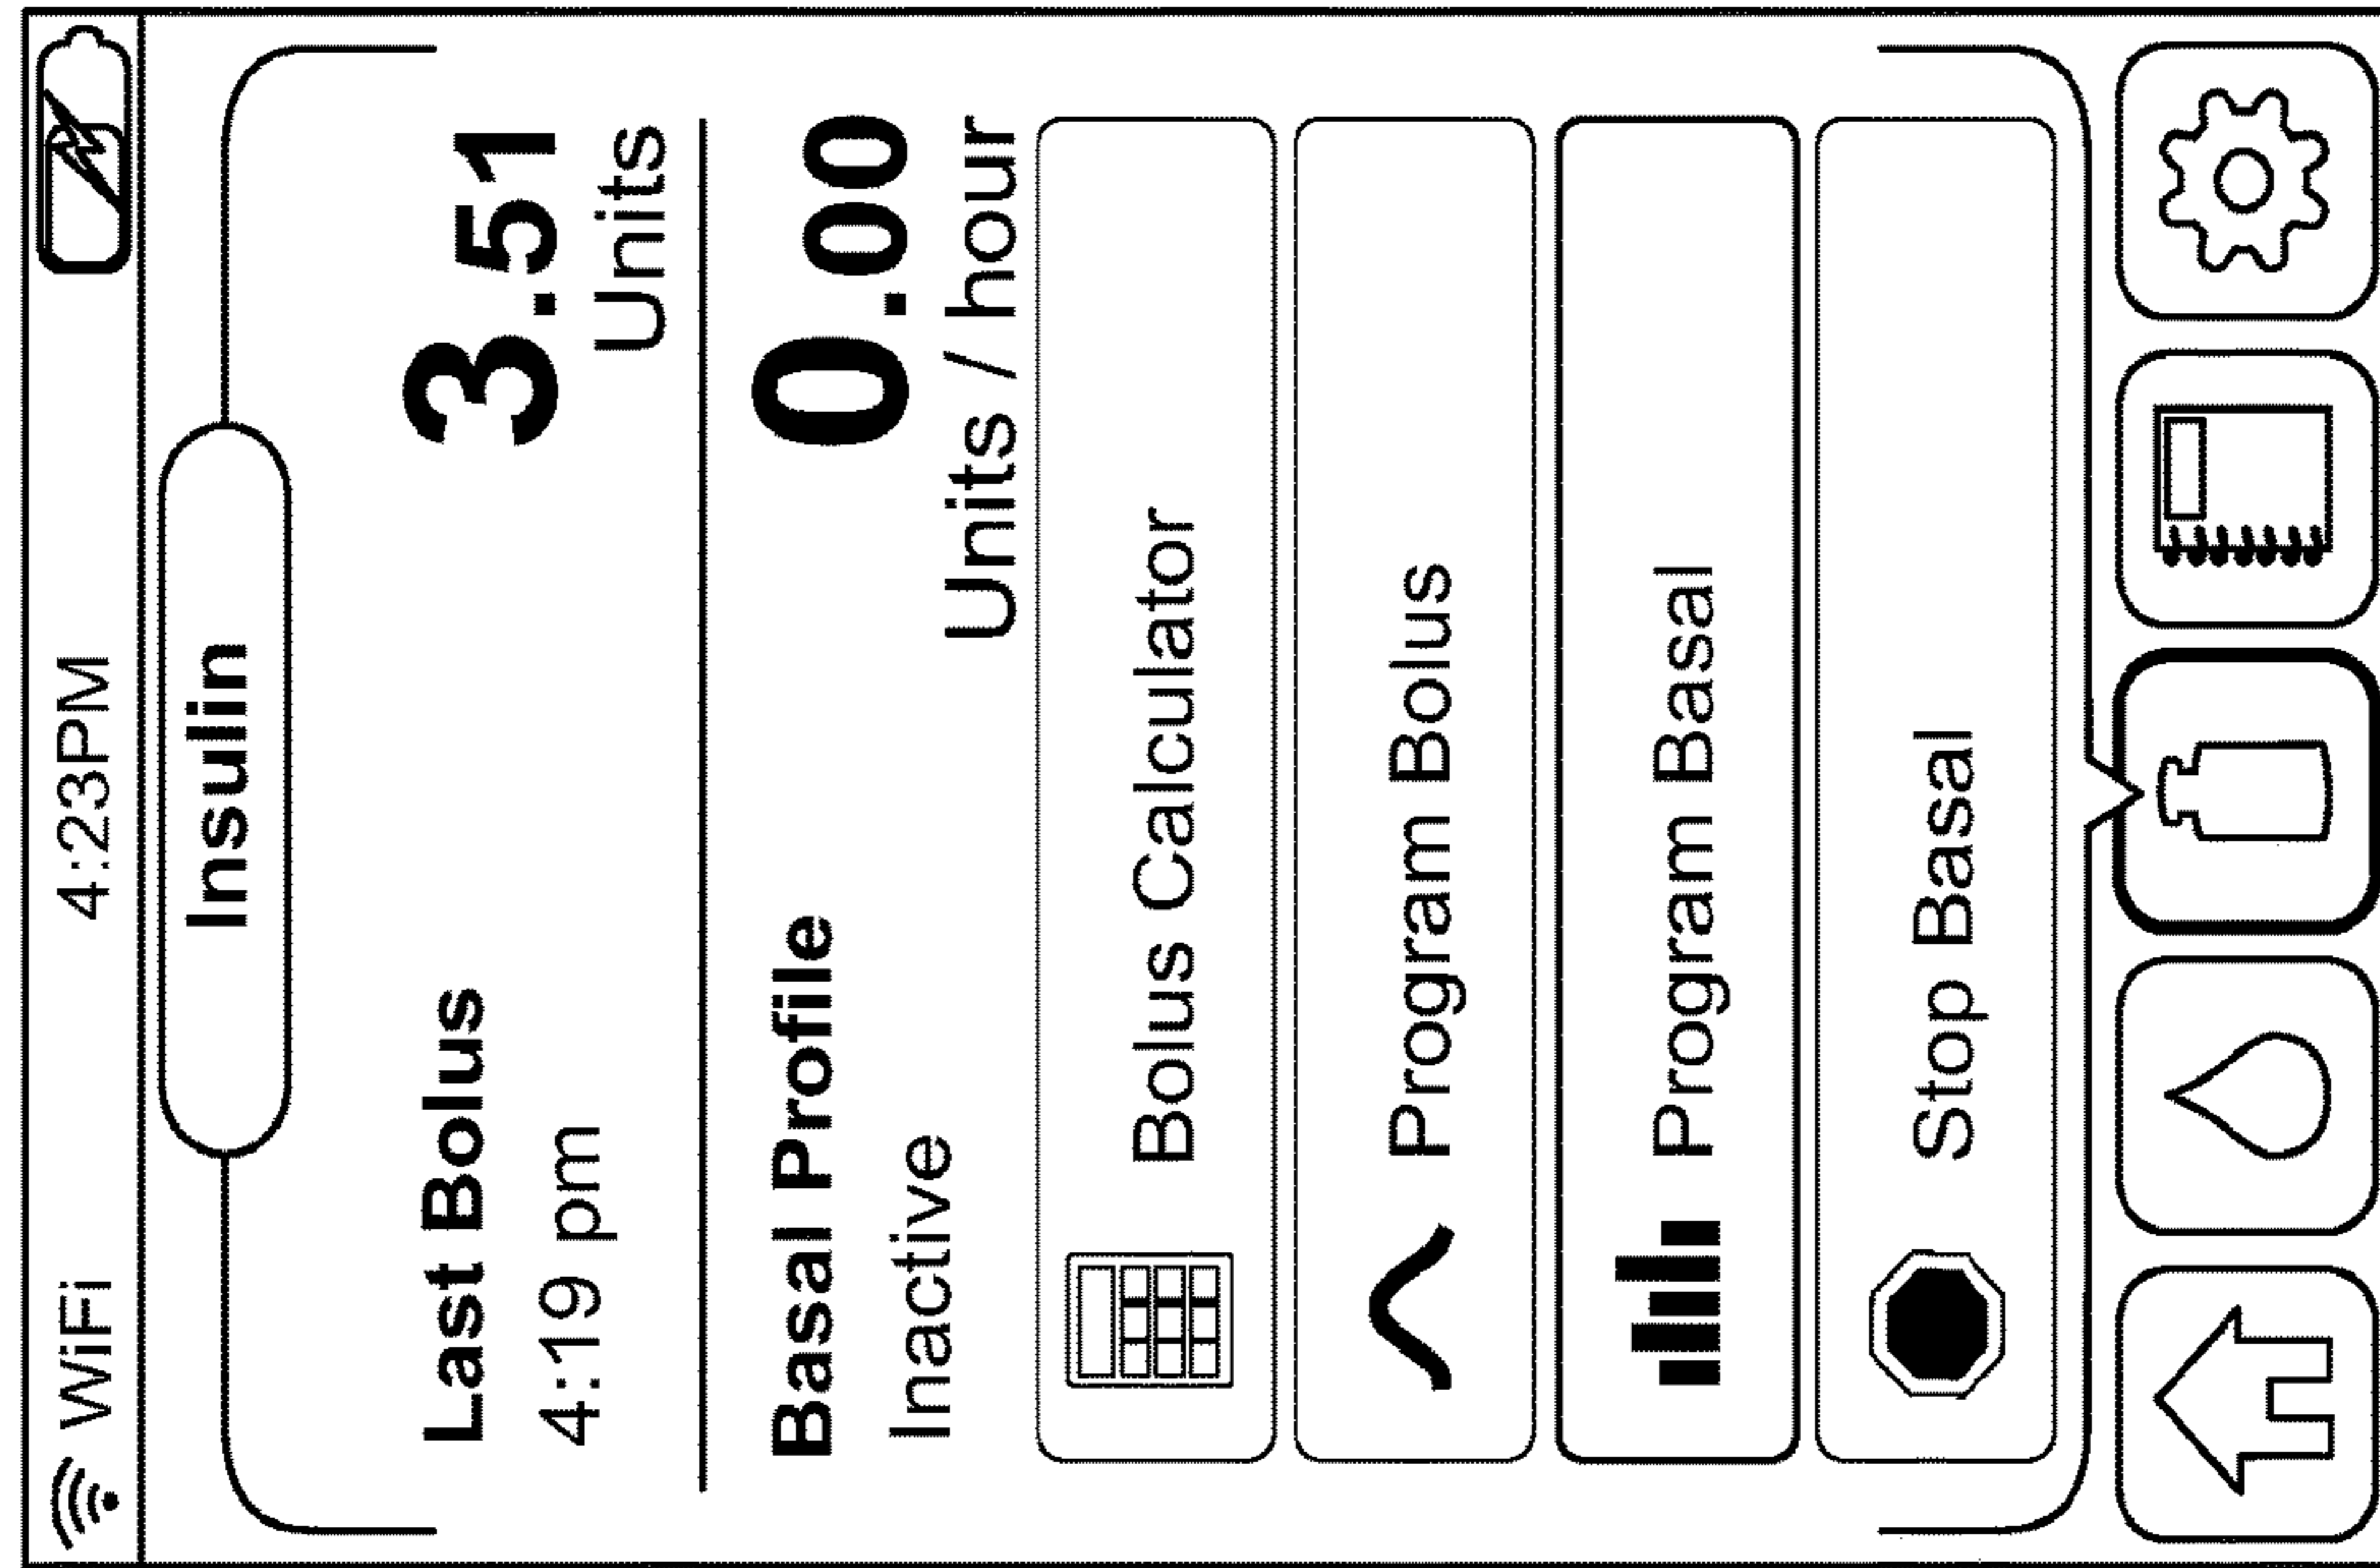 WiFi 4:23PM
Insulin
Last Bolus 3.51
4:19 pm Units
Basal Profile 0.00
Inactive Units / hour
Bolus Calculator
Program Bolus
Program Basal
Stop Basal